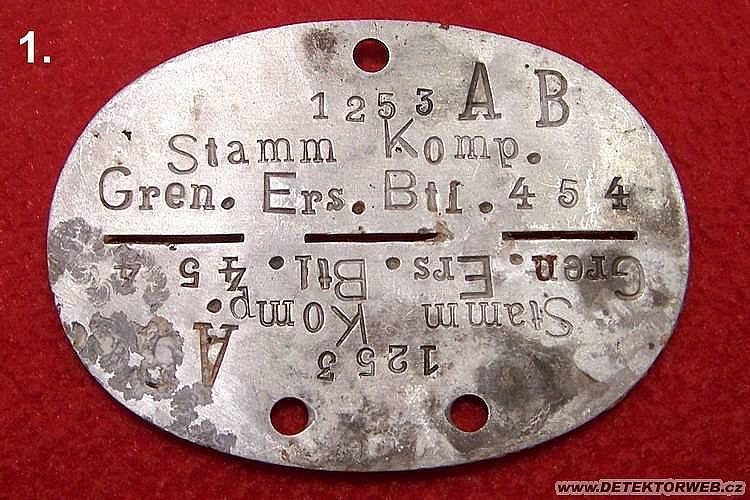 1.
1253 A B
Stamm Komp.
Gren. Ers. Btl. 454
Gren. Ers. Btl. 454
Stamm Komp.
1253 A
www.DETEKTORWEB.cz